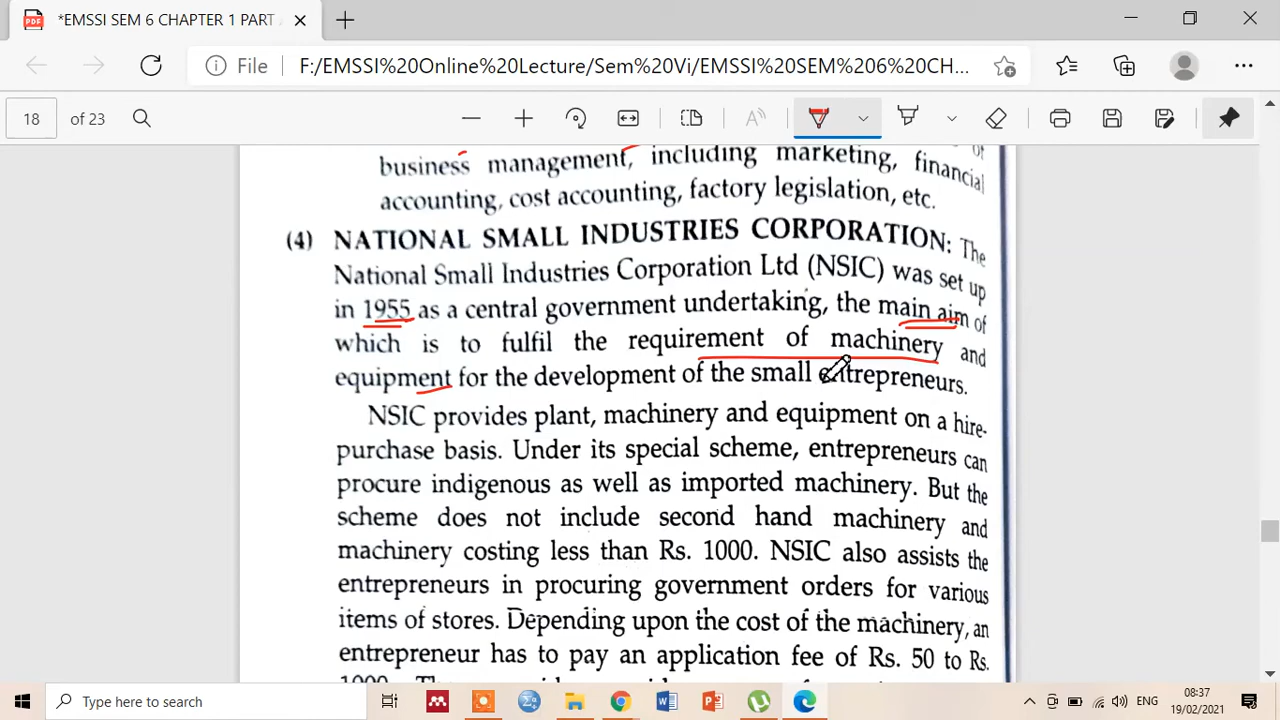 *EMSSI SEM 6 CHAPTER 1 PART
File F:/EMSSI%20Online%20Lecture/Sem%20Vi/EMSSI%20SEM%206%20CH...
18 of 23
business management, including marketing, financial
accounting, cost accounting, factory legislation, etc.
(4) NATIONAL SMALL INDUSTRIES CORPORATION: The
National Small Industries Corporation Ltd (NSIC) was set up
in 1955 as a central government undertaking, the main aim of
which is to fulfil the requirement of machinery and
equipment for the development of the small entrepreneurs.
NSIC provides plant, machinery and equipment on a hire-
purchase basis. Under its special scheme, entrepreneurs can
procure indigenous as well as imported machinery. But the
scheme does not include second hand machinery and
machinery costing less than Rs. 1000. NSIC also assists the
entrepreneurs in procuring government orders for various
items of stores. Depending upon the cost of the machinery, an
entrepreneur has to pay an application fee of Rs. 50 to Rs.
Type here to search
ENG
08:37
19/02/2021